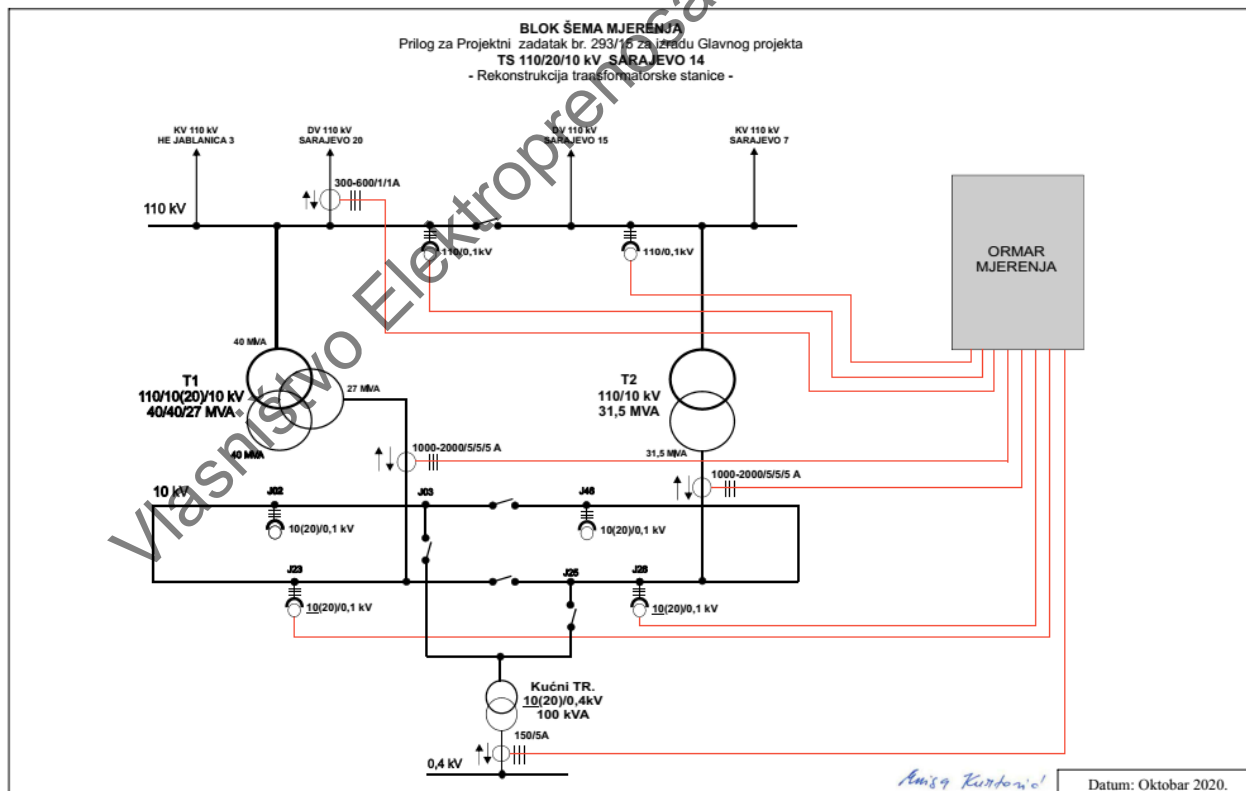 BLOK ŠEMA MJERENJA
Prilog za Projektni zadatak br. 293/15 za izradu Glavnog projekta
TS 110/20/10 kV SARAJEVO 14
- Rekonstrukcija transformatorske stanice -
Vlasništvo Elektroprenosa
KV 110 kV
HE JABLANICA 3
DV 110 kV
SARAJEVO 20
DV 110 kV
SARAJEVO 15
KV 110 kV
SARAJEVO 7
300-600/1/1A
110 kV
110/0,1kV
110/0,1kV
ORMAR
MJERENJA
40 MVA
T1
110/10(20)/10 kV
40/40/27 MVA
27 MVA
40 MVA
T2
110/10 kV
31,5 MVA
31,5 MVA
1000-2000/5/5/5 A
1000-2000/5/5/5 A
10 kV
J02
J03
J46
10(20)/0,1 kV
10(20)/0,1 kV
J23
J25
J26
10(20)/0,1 kV
10(20)/0,1 kV
Kućni TR.
10(20)/0,4kV
100 kVA
150/5A
0,4 kV
Datum: Oktobar 2020.